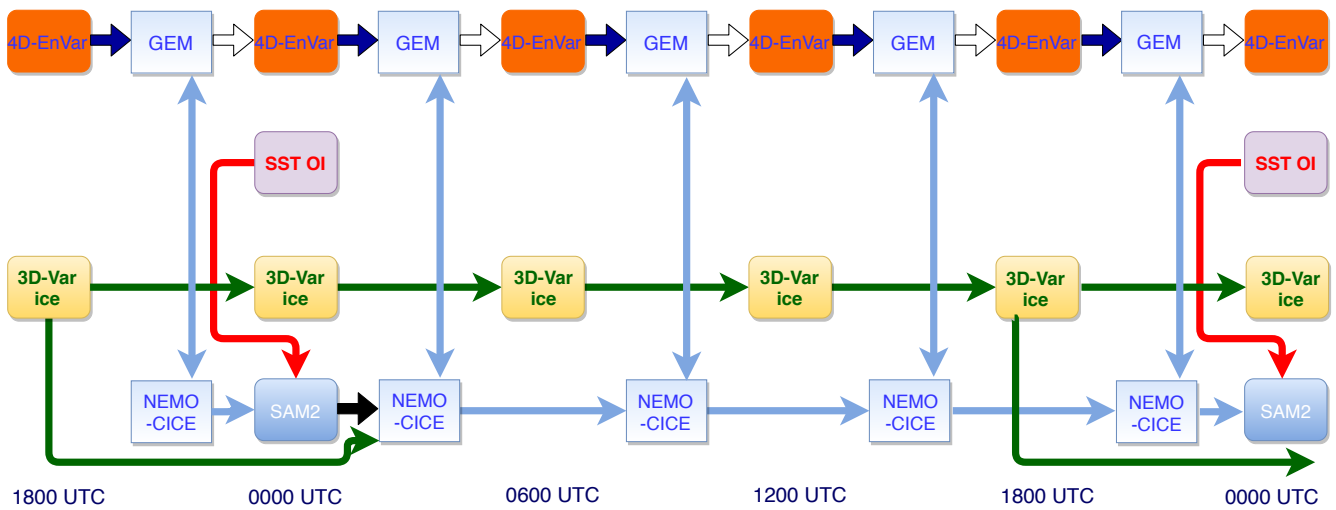 4D-EnVar
GEM
4D-EnVar
GEM
4D-EnVar
GEM
4D-EnVar
GEM
4D-EnVar
GEM
4D-EnVar
SST OI
SST OI
3D-Var
ice
3D-Var
ice
3D-Var
ice
3D-Var
ice
3D-Var
ice
3D-Var
ice
NEMO
-CICE
SAM2
NEMO
-CICE
NEMO
-CICE
NEMO
-CICE
NEMO
-CICE
SAM2
1800 UTC
0000 UTC
0600 UTC
1200 UTC
1800 UTC
0000 UTC